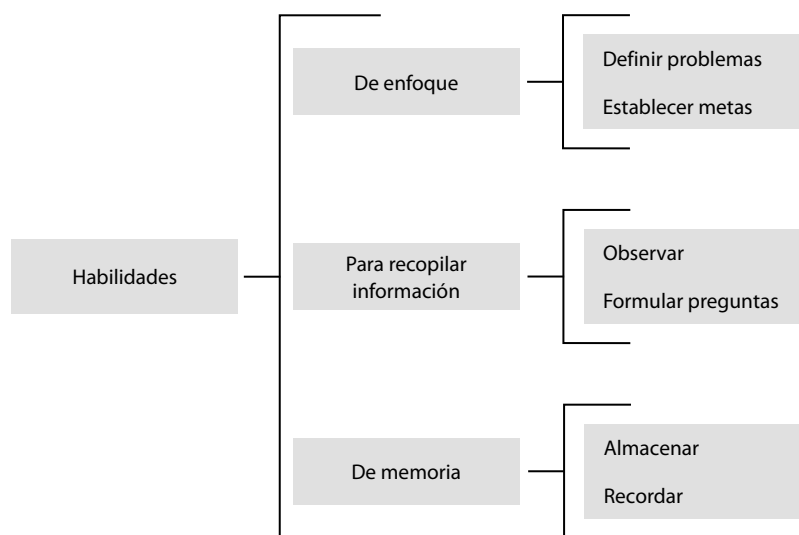 Habilidades
De enfoque
Definir problemas
Establecer metas
Para recopilar
información
Observar
Formular preguntas
De memoria
Almacenar
Recordar